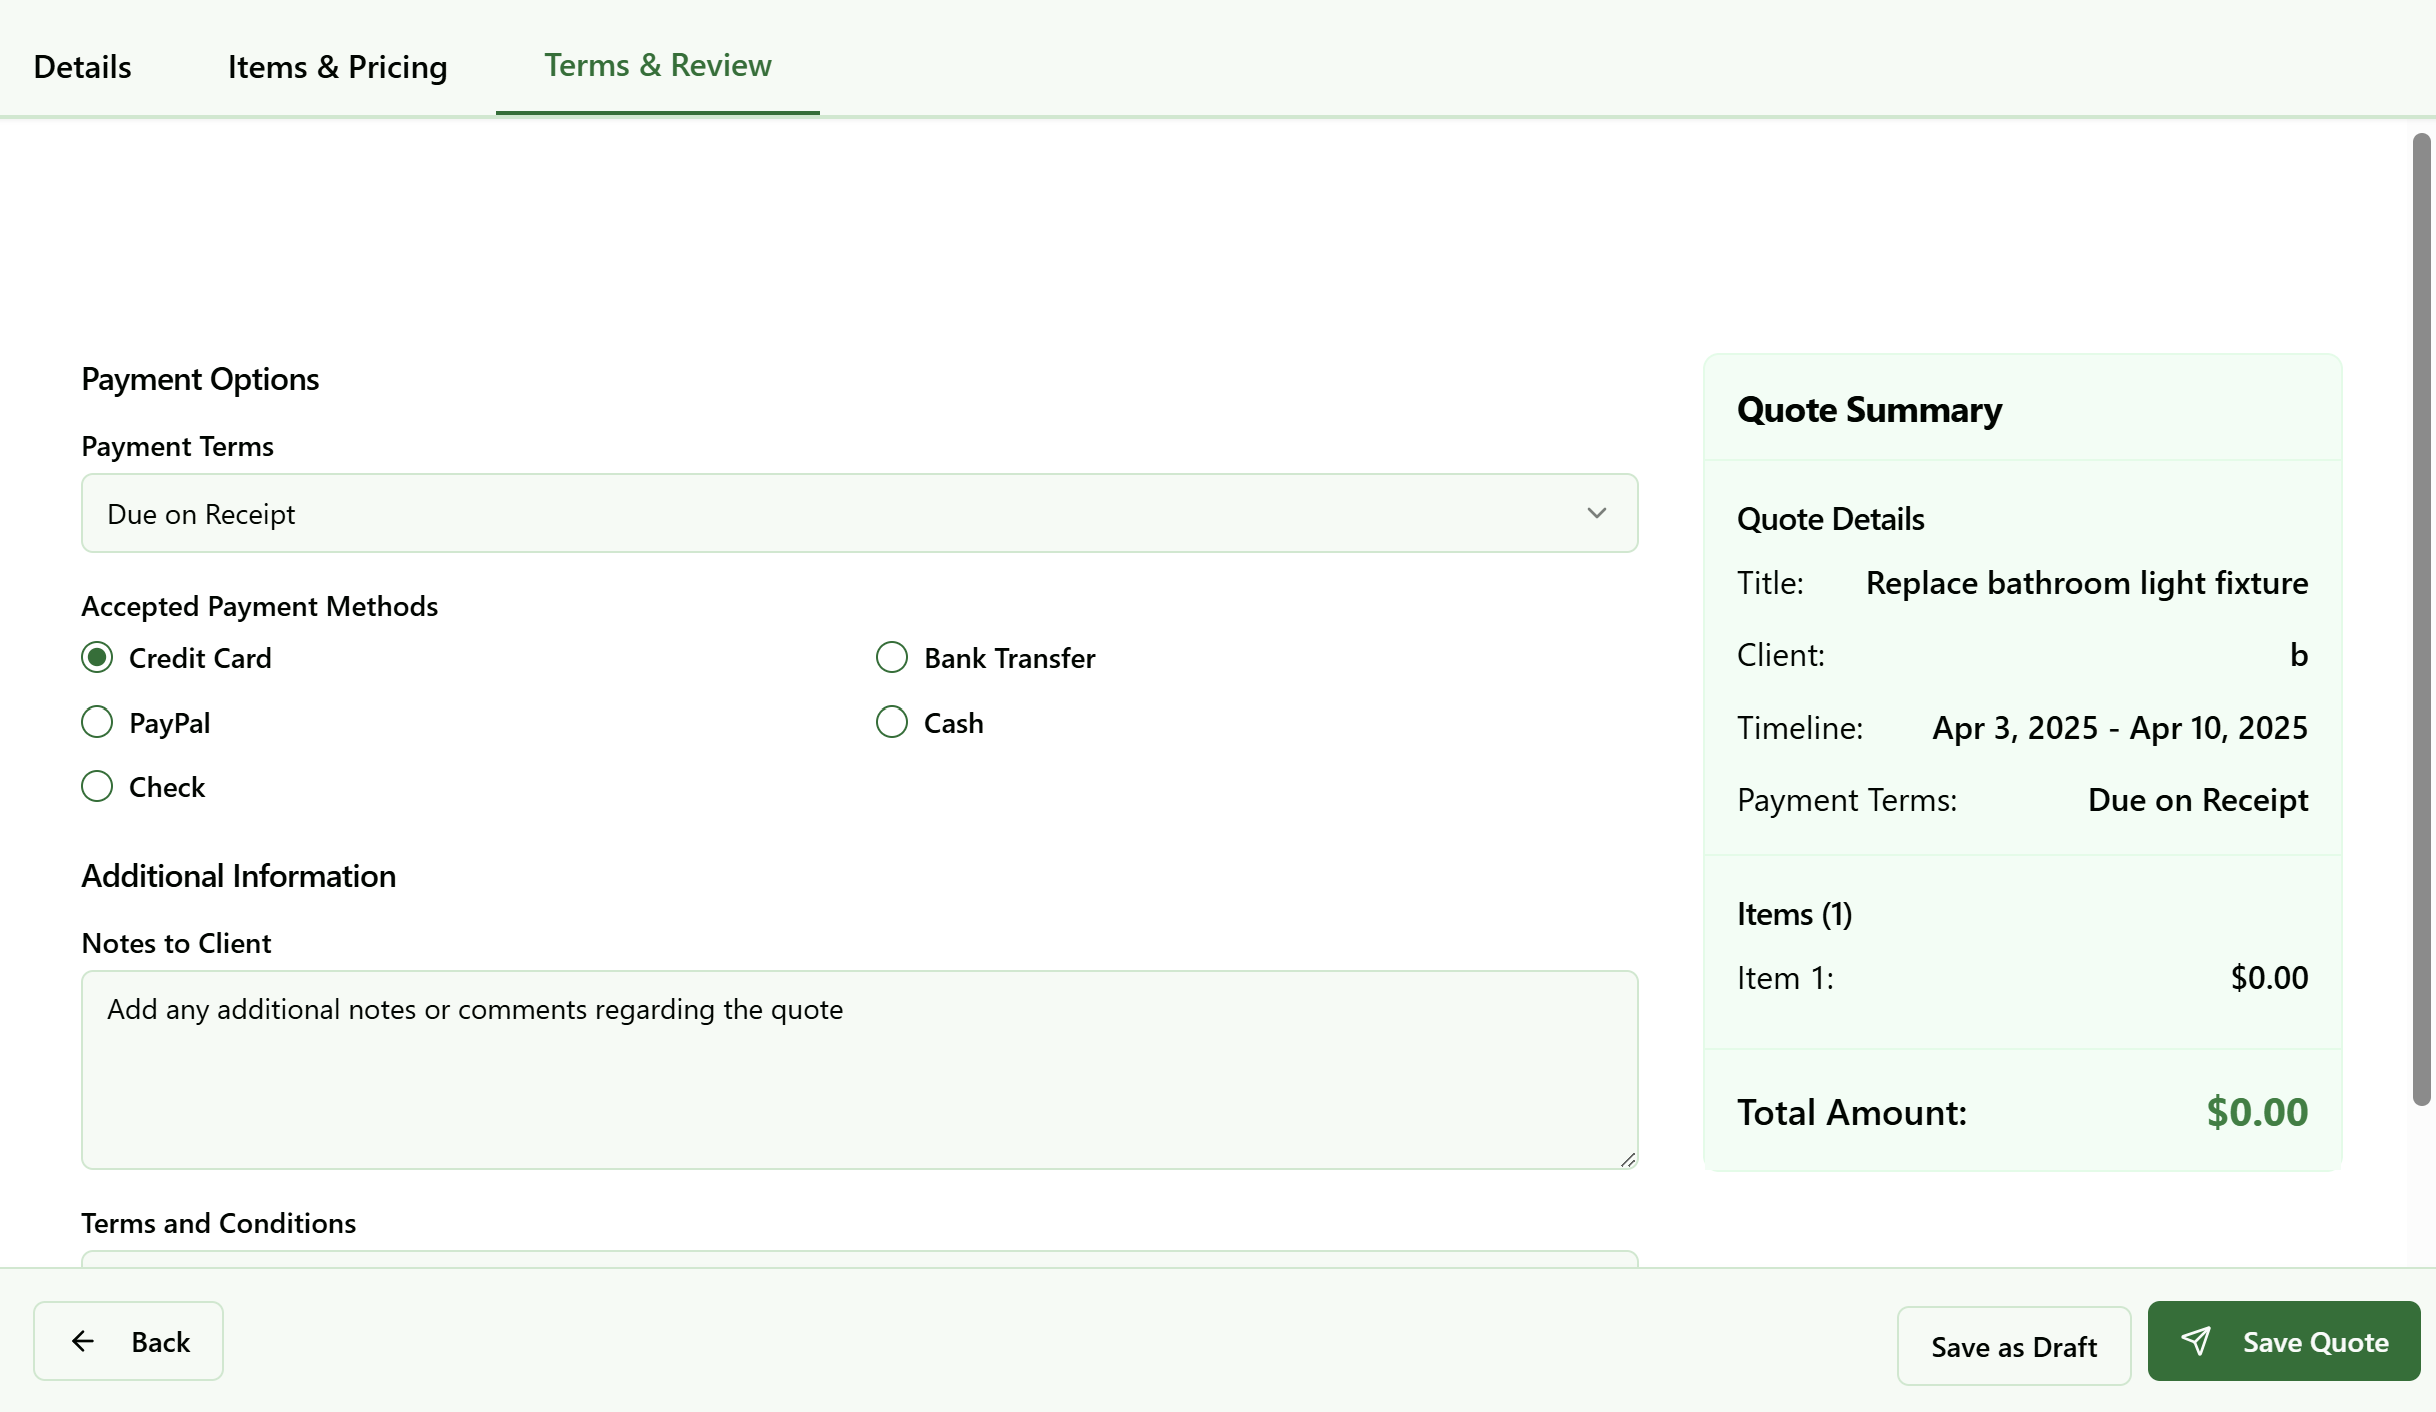 Details
Items & Pricing
Terms & Review
Payment Options
Payment Terms
Due on Receipt
Accepted Payment Methods
Credit Card
Bank Transfer
PayPal
Cash
Check
Additional Information
Notes to Client
Add any additional notes or comments regarding the quote
Terms and Conditions
Quote Summary
Quote Details
Title: Replace bathroom light fixture
Client: b
Timeline: Apr 3, 2025 - Apr 10, 2025
Payment Terms: Due on Receipt
Items (1)
Item 1: $0.00
Total Amount: $0.00
Back
Save as Draft
Save Quote